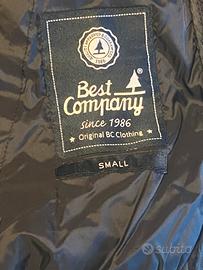 Best
Company
since 1986
Original BC Clothing
SMALL
subito